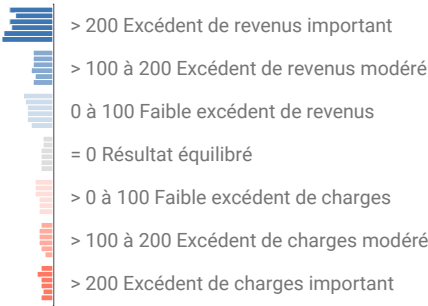 > 200 Excédent de revenus important
> 100 à 200 Excédent de revenus modéré
0 à 100 Faible excédent de revenus
= 0 Résultat équilibré
> 0 à 100 Faible excédent de charges
> 100 à 200 Excédent de charges modéré
> 200 Excédent de charges important